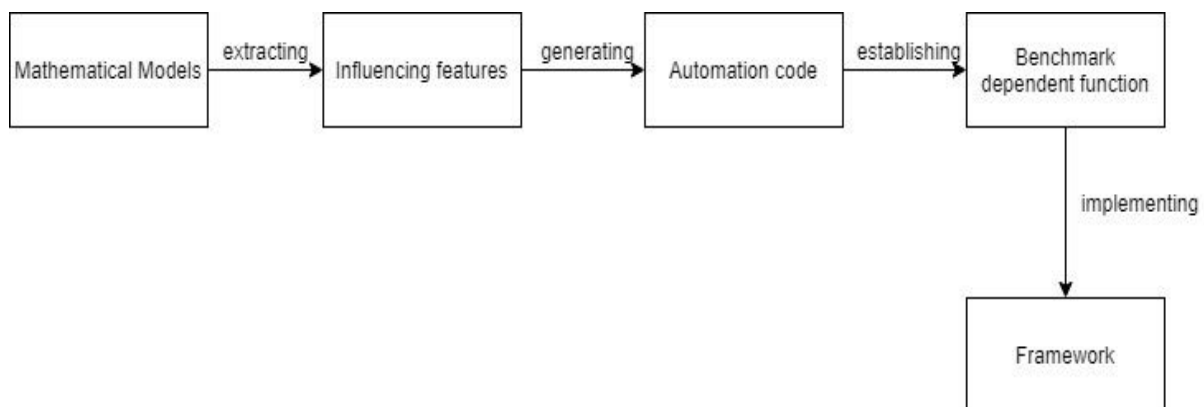 Mathematical Models
extracting
Influencing features
generating
Automation code
establishing
Benchmark
dependent function
implementing
Framework